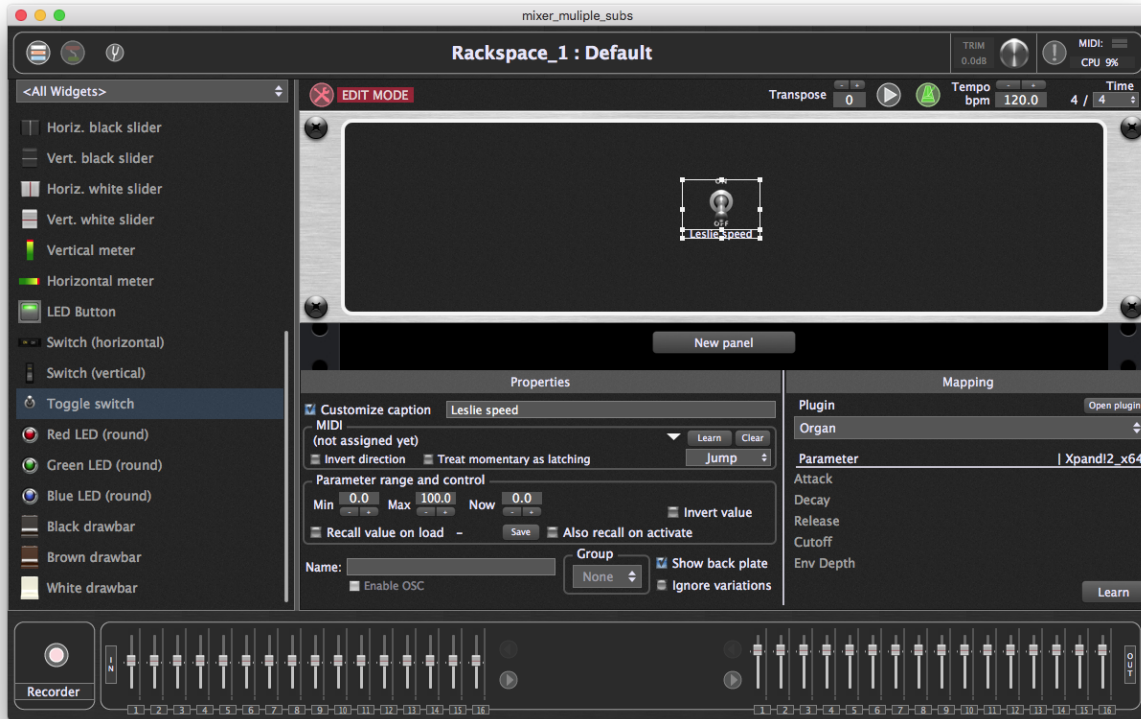 mixer_muliple_subs
Rackspace_1 : Default
TRIM
0.0dB
MIDI:
CPU 9%
<All Widgets>
EDIT MODE
Transpose
- +
0
Tempo
bpm
- +
120.0
Time
4 / 4
Horiz. black slider
Vert. black slider
Horiz. white slider
Vert. white slider
Vertical meter
Horizontal meter
LED Button
Switch (horizontal)
Switch (vertical)
Toggle switch
Red LED (round)
Green LED (round)
Blue LED (round)
Black drawbar
Brown drawbar
White drawbar
ON
OFF
Leslie speed
New panel
Properties
Customize caption Leslie speed
MIDI
(not assigned yet) Learn Clear
Invert direction Treat momentary as latching Jump
Parameter range and control
Min 0.0 Max 100.0 Now 0.0
- + - + - +
Invert value
Recall value on load – Save Also recall on activate
Name:
Enable OSC
Group
None
Show back plate
Ignore variations
Mapping
Plugin Open plugin
Organ
Parameter | Xpand!2_x64
Attack
Decay
Release
Cutoff
Env Depth
Learn
Recorder
IN
1 2 3 4 5 6 7 8 9 10 11 12 13 14 15 16
1 2 3 4 5 6 7 8 9 10 11 12 13 14 15 16
OUT